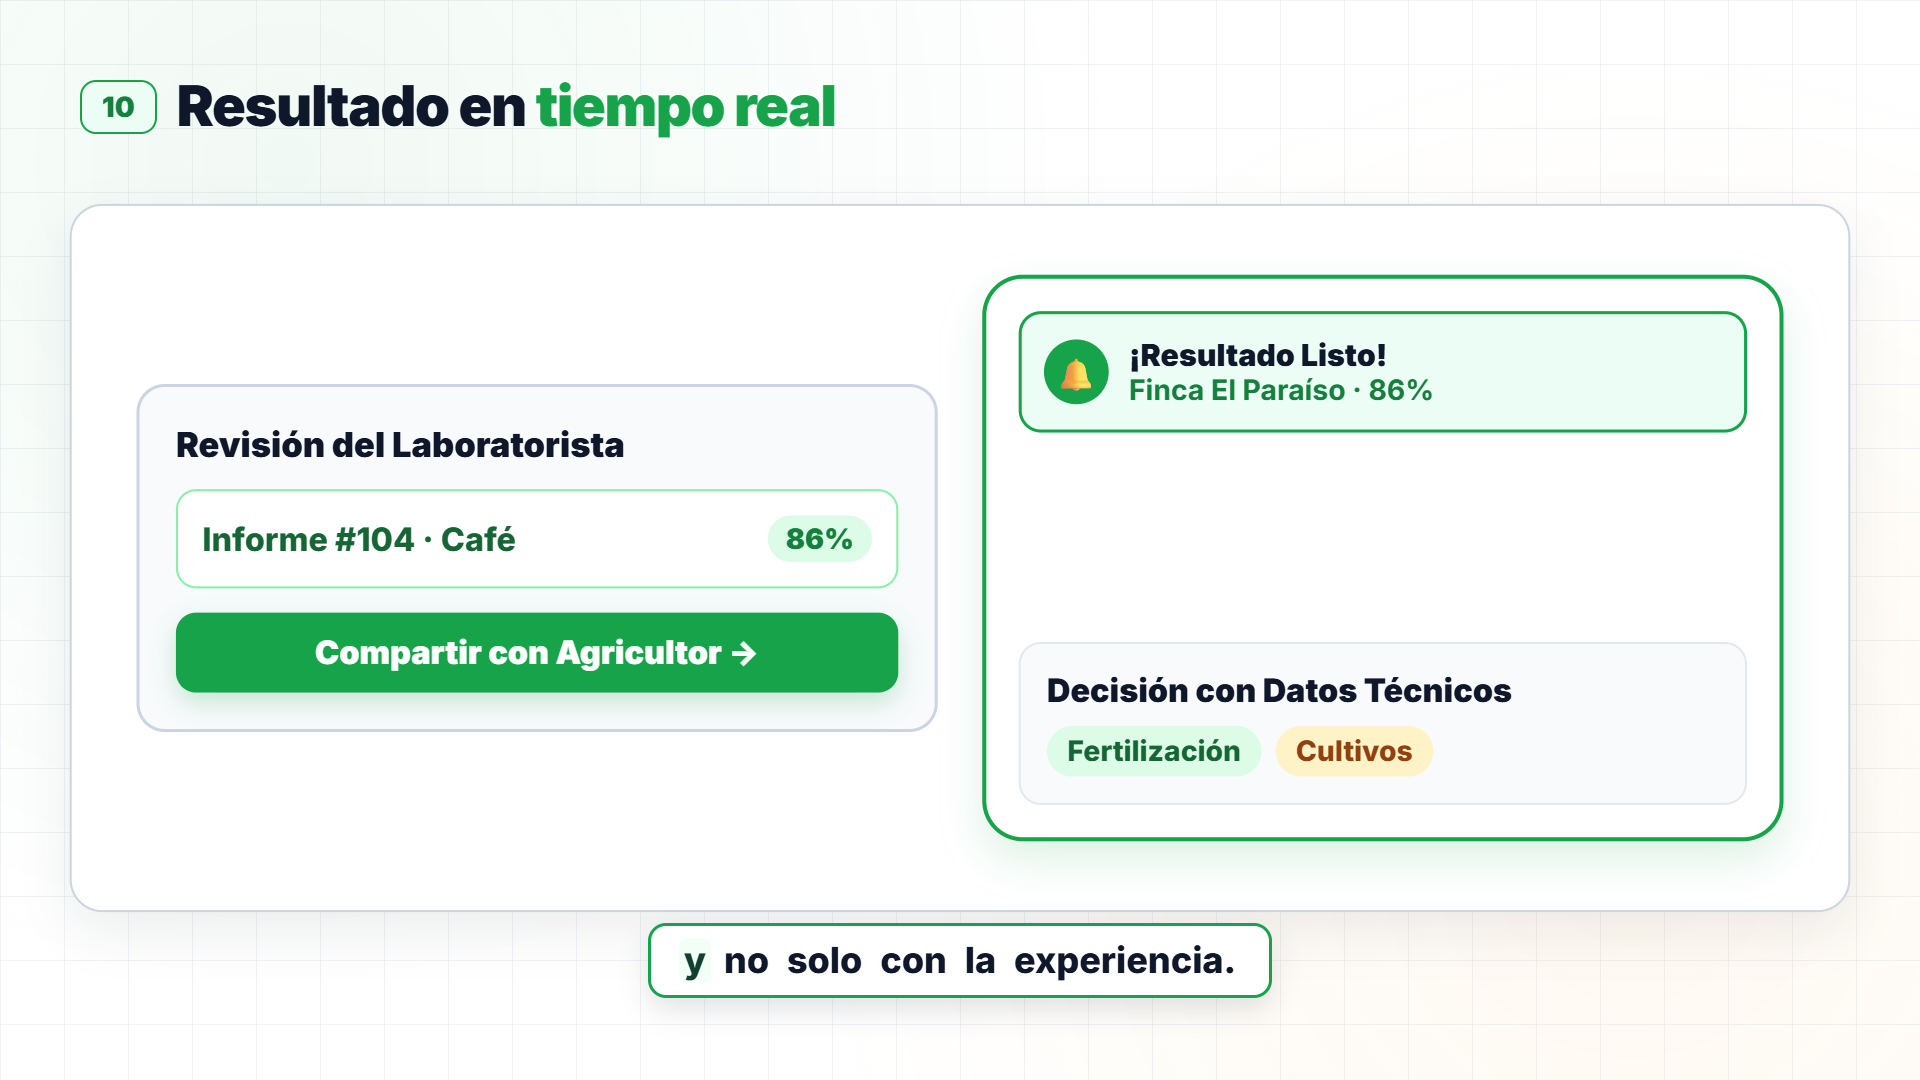 10
Resultado en tiempo real
Revisión del Laboratorista
Informe #104 · Café
86%
Compartir con Agricultor →
¡Resultado Listo!
Finca El Paraíso · 86%
Decisión con Datos Técnicos
Fertilización
Cultivos
y no solo con la experiencia.